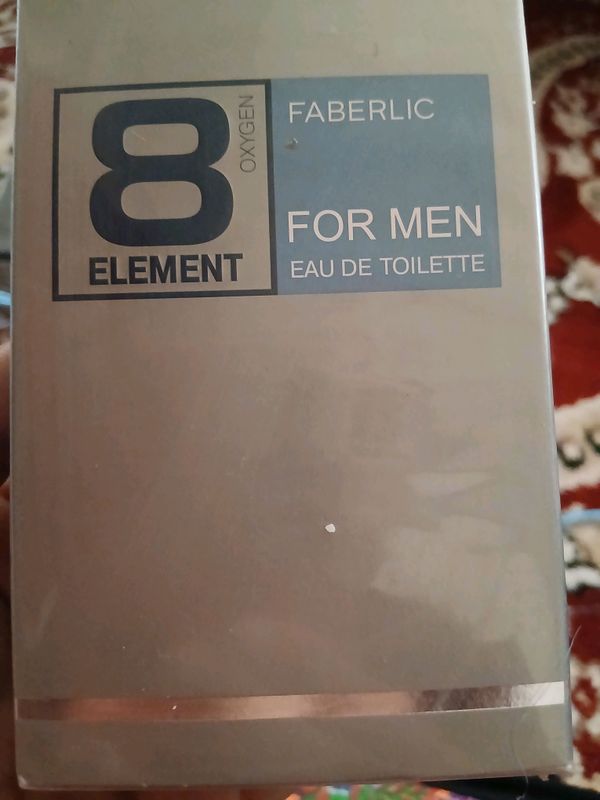 8
OXYGEN
ELEMENT
FABERLIC
FOR MEN
EAU DE TOILETTE